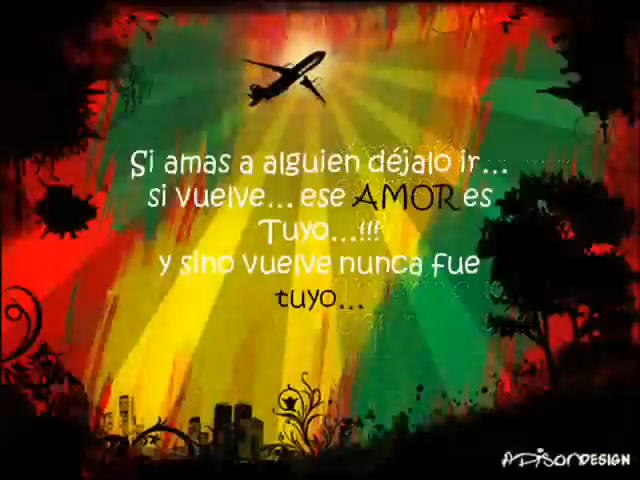 Si amas a alguien déjalo ir...
si vuelve... ese AMOR es
Tuyo...!!!
y sino vuelve nunca fue
tuyo...
ADISONDESIGN